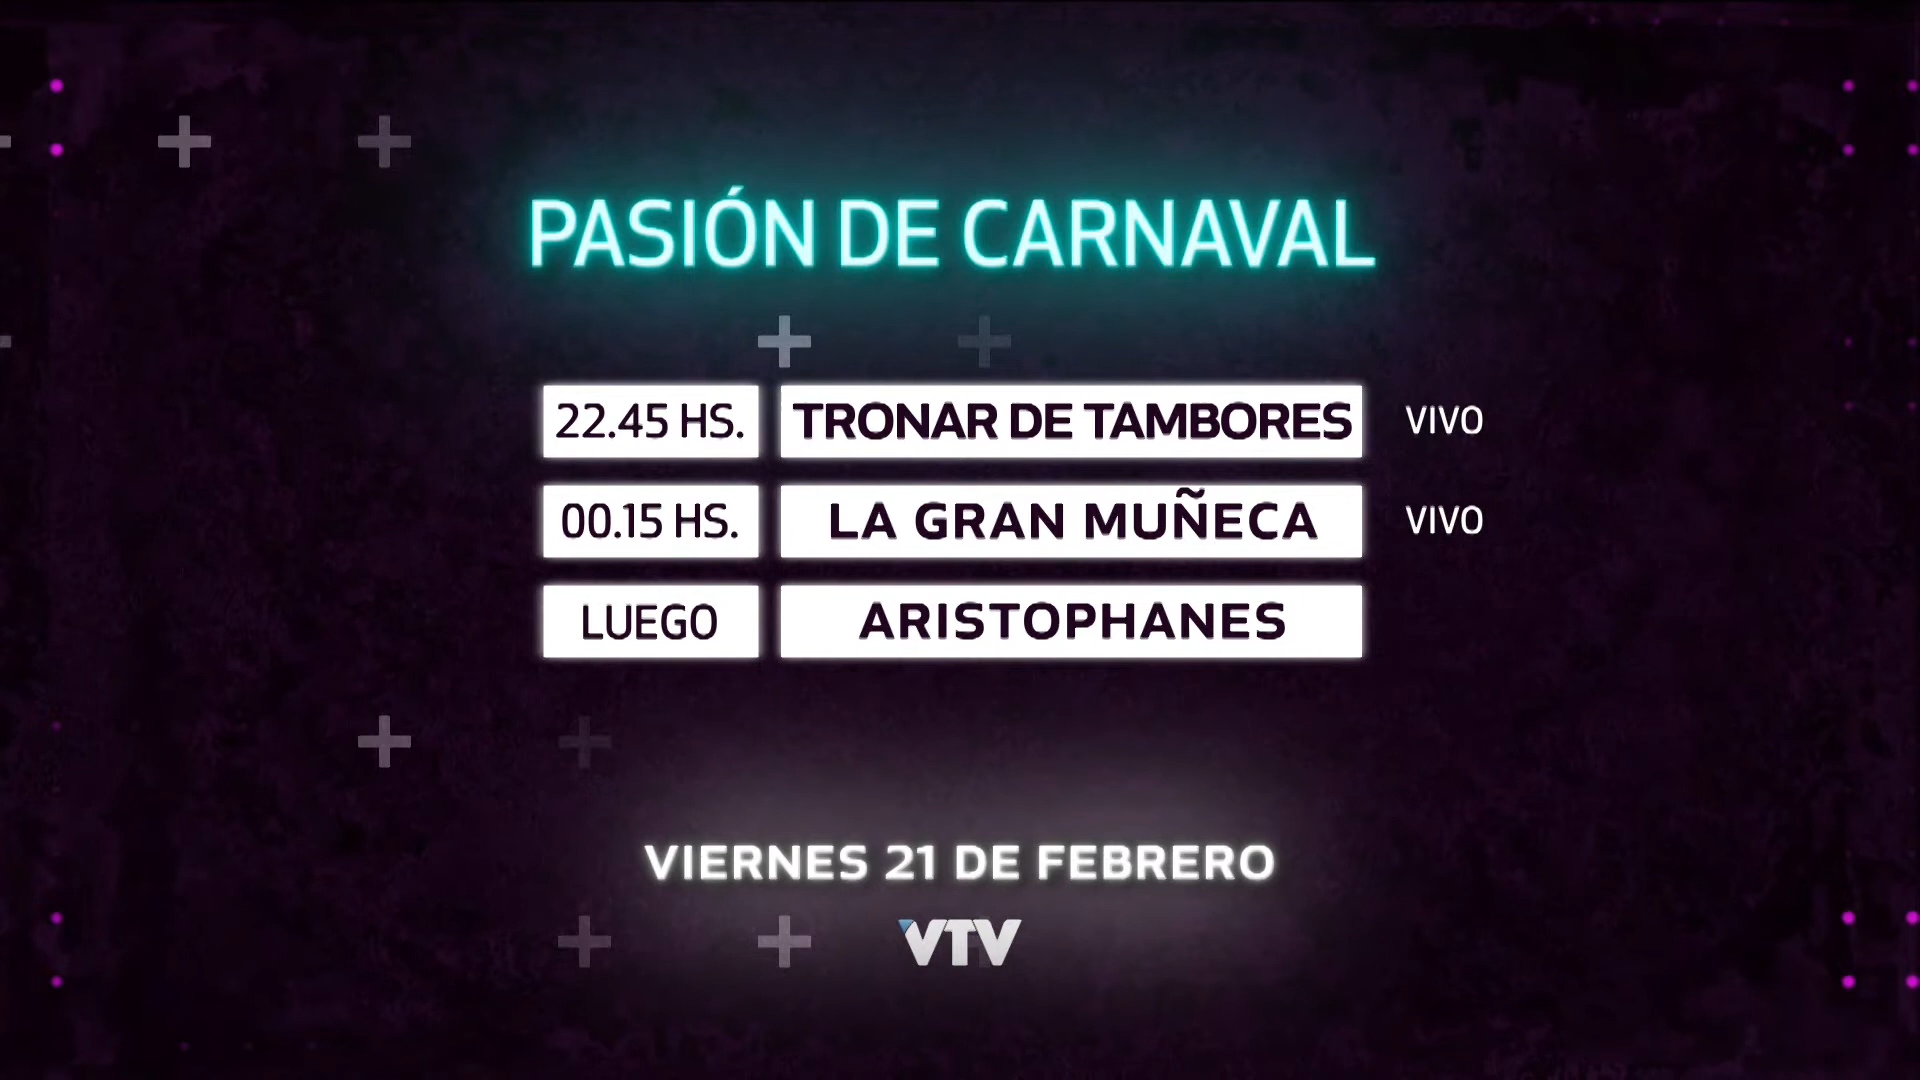 PASIÓN DE CARNAVAL
22.45 HS. TRONAR DE TAMBORES VIVO
00.15 HS. LA GRAN MUÑECA VIVO
LUEGO ARISTOPHANES
VIERNES 21 DE FEBRERO
VTV